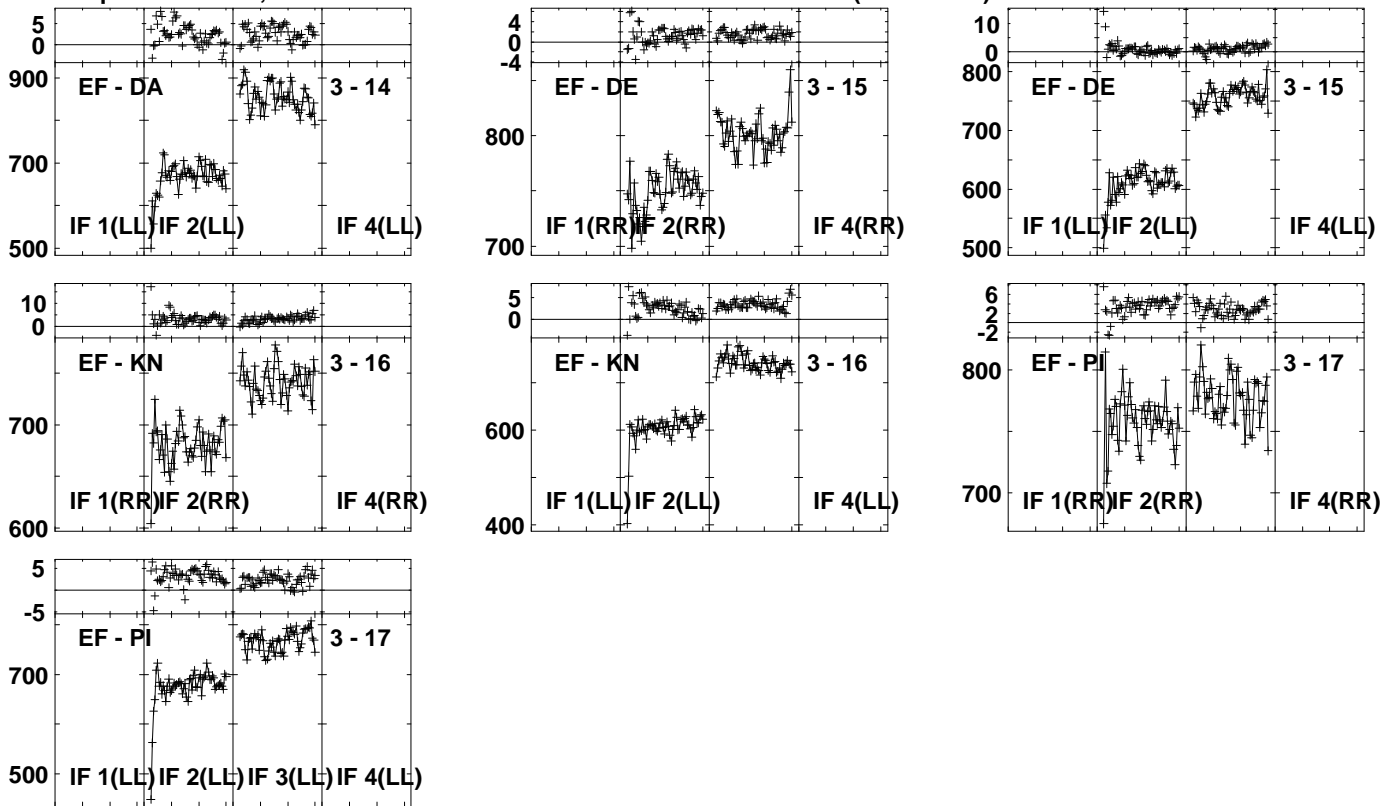 5
0
900
EF - DA 3 - 14
700
IF 1(LL) IF 2(LL) IF 4(LL)
500
4
0
-4
EF - DE 3 - 15
800
IF 1(RR) IF 2(RR) IF 4(RR)
700
10
0
800
EF - DE 3 - 15
700
600
IF 1(LL) IF 2(LL) IF 4(LL)
500
10
0
EF - KN 3 - 16
700
IF 1(RR) IF 2(RR) IF 4(RR)
600
5
0
EF - KN 3 - 16
600
IF 1(LL) IF 2(LL) IF 4(LL)
400
6
2
-2
800
EF - PI 3 - 17
700
IF 1(RR) IF 2(RR) IF 4(RR)
5
-5
EF - PI 3 - 17
700
500
IF 1(LL) IF 2(LL) IF 3(LL) IF 4(LL)